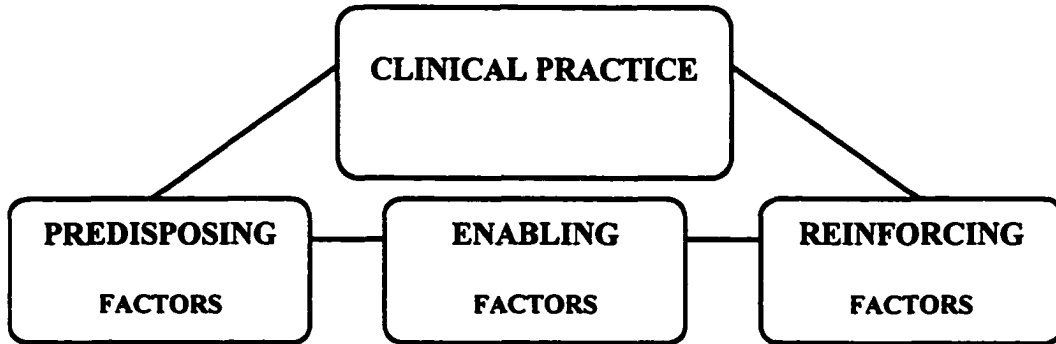 CLINICAL PRACTICE
PREDISPOSING
FACTORS
ENABLING
FACTORS
REINFORCING
FACTORS